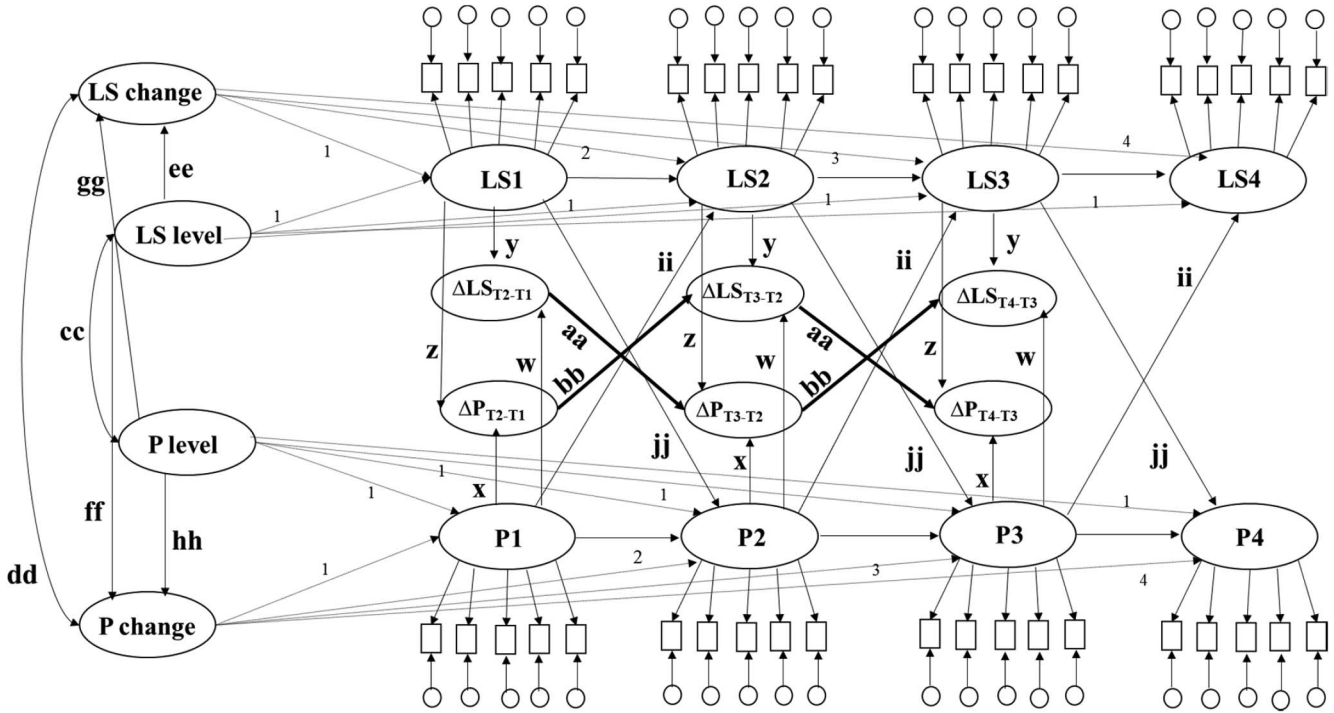 LS change
1
2
3
4
gg
ee
LS1
LS2
LS3
LS4
1
1
1
1
LS level
y
y
y
ii
ii
ii
ΔLST2-T1
ΔLST3-T2
ΔLST4-T3
cc
z
aa
z
aa
z
w
bb
w
bb
w
ΔPT2-T1
ΔPT3-T2
ΔPT4-T3
P level
jj
jj
jj
x
x
x
1
1
1
1
ff
hh
P1
P2
P3
P4
1
2
3
4
dd
P change